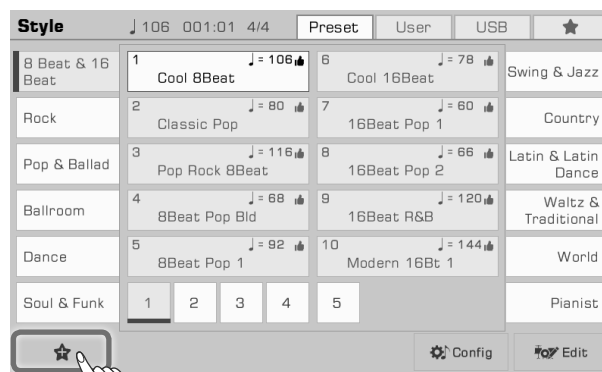 Style ♩ 106 001:01 4/4 Preset User USB
8 Beat & 16
Beat
Rock
Pop & Ballad
Ballroom
Dance
Soul & Funk
1 ♩ = 106
Cool 8Beat
2 ♩ = 80
Classic Pop
3 ♩ = 116
Pop Rock 8Beat
4 ♩ = 68
8Beat Pop Bld
5 ♩ = 92
8Beat Pop 1
6 ♩ = 78
Cool 16Beat
7 ♩ = 60
16Beat Pop 1
8 ♩ = 66
16Beat Pop 2
9 ♩ = 120
16Beat R&B
10 ♩ = 144
Modern 16Bt 1
1 2 3 4 5
Swing & Jazz
Country
Latin & Latin
Dance
Waltz &
Traditional
World
Pianist
Config Edit